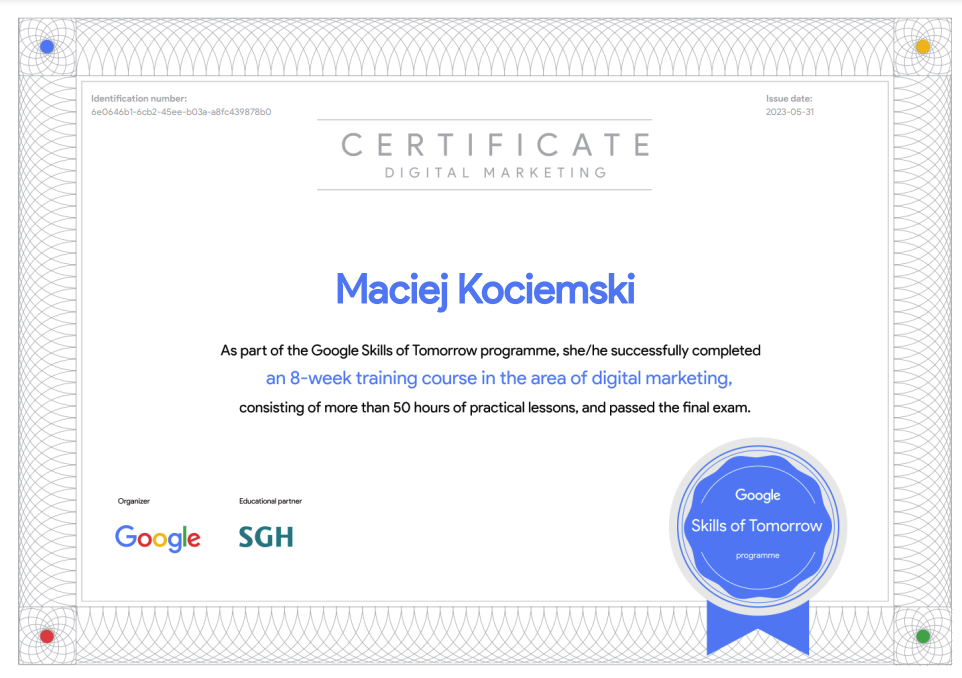 Identification number:
6e0646b1-6cb2-45ee-b03a-a8fc439878b0
Issue date:
2023-05-31
CERTIFICATE
DIGITAL MARKETING
Maciej Kociemski
As part of the Google Skills of Tomorrow programme, she/he successfully completed
an 8-week training course in the area of digital marketing,
consisting of more than 50 hours of practical lessons, and passed the final exam.
Organizer
Educational partner
Google
SGH
Google
Skills of Tomorrow
programme